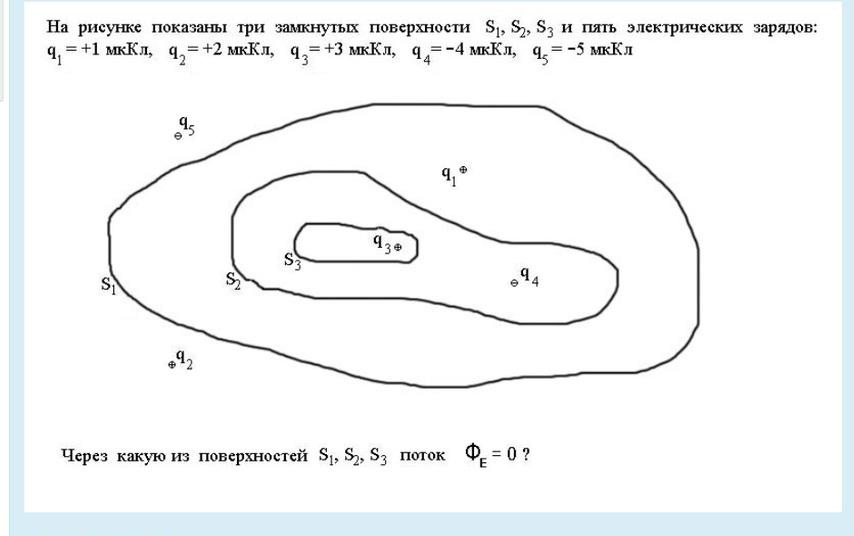 На рисунке показаны три замкнутых поверхности S₁, S₂, S₃ и пять электрических зарядов:
q₁ = +1 мкКл, q₂ = +2 мкКл, q₃ = +3 мкКл, q₄ = −4 мкКл, q₅ = −5 мкКл
q₅
⊖
q₁ ⊕
q₃ ⊕
S₃
S₂
⊖ q₄
S₁
⊕ q₂
Через какую из поверхностей S₁, S₂, S₃ поток Ф_E = 0 ?